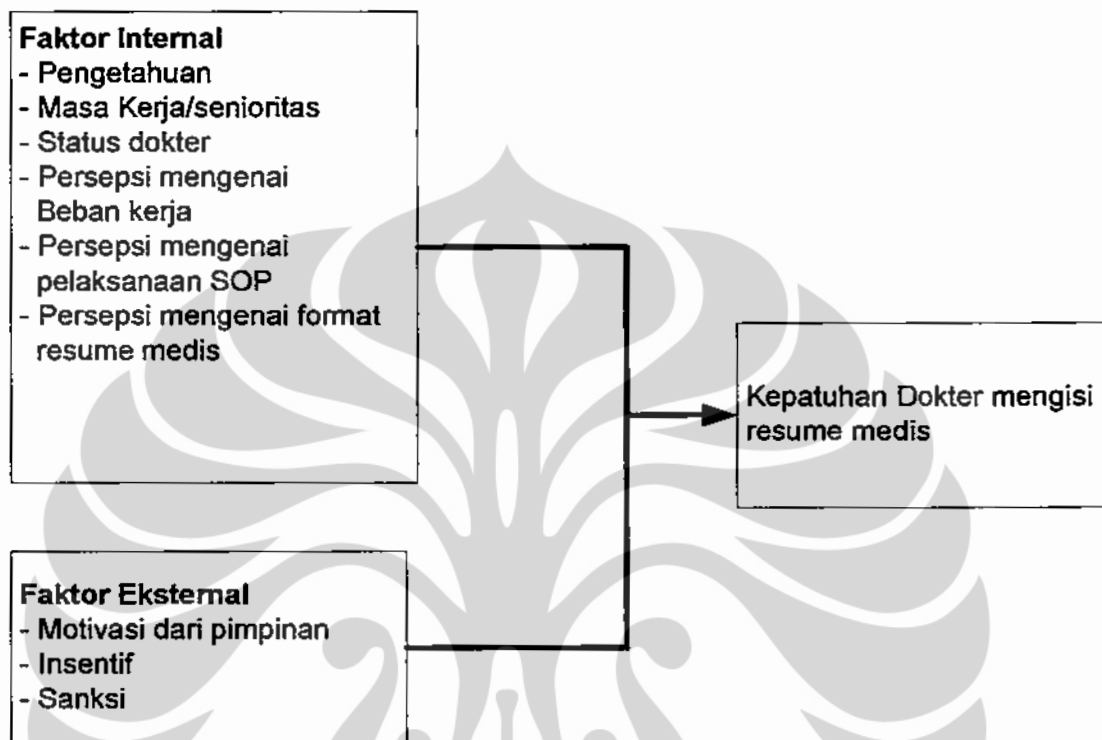 Faktor Internal
- Pengetahuan
- Masa Kerja/senioritas
- Status dokter
- Persepsi mengenai
Beban kerja
- Persepsi mengenai
pelaksanaan SOP
- Persepsi mengenai format
resume medis
Kepatuhan Dokter mengisi
resume medis
Faktor Eksternal
- Motivasi dari pimpinan
- Insentif
- Sanksi